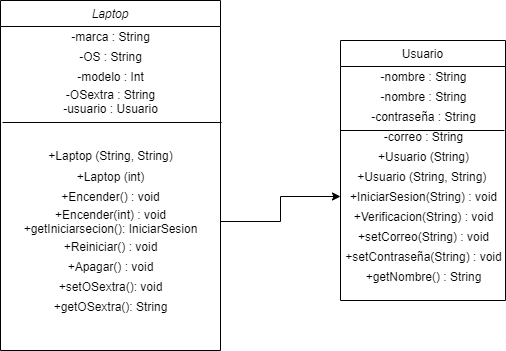 Laptop
-marca : String
-OS : String
-modelo : Int
-OSextra : String
-usuario : Usuario
+Laptop (String, String)
+Laptop (int)
+Encender() : void
+Encender(int) : void
+getIniciarsecion(): IniciarSesion
+Reiniciar() : void
+Apagar() : void
+setOSextra(): void
+getOSextra(): String
Usuario
-nombre : String
-nombre : String
-contraseña : String
-correo : String
+Usuario (String)
+Usuario (String, String)
+IniciarSesion(String) : void
+Verificacion(String) : void
+setCorreo(String) : void
+setContraseña(String) : void
+getNombre() : String